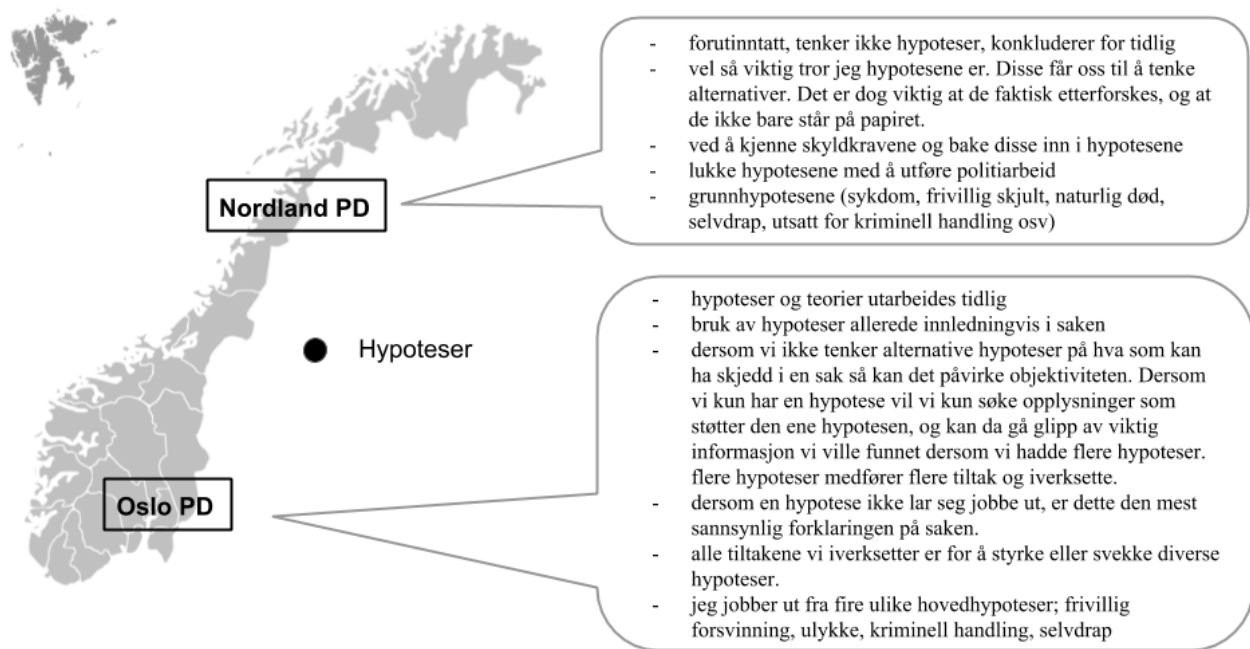 - forutinntatt, tenker ikke hypoteser, konkluderer for tidlig
- vel så viktig tror jeg hypotesene er. Disse får oss til å tenke
alternativer. Det er dog viktig at de faktisk etterforskes, og at
de ikke bare står på papiret.
- ved å kjenne skyldkravene og bake disse inn i hypotesene
- lukke hypotesene med å utføre politiarbeid
- grunnhypotesene (sykdom, frivillig skjult, naturlig død,
selvdrap, utsatt for kriminell handling osv)
Nordland PD
Hypoteser
Oslo PD
- hypoteser og teorier utarbeides tidlig
- bruk av hypoteser allerede innledningvis i saken
- dersom vi ikke tenker alternative hypoteser på hva som kan
ha skjedd i en sak så kan det påvirke objektiviteten. Dersom
vi kun har en hypotese vil vi kun søke opplysninger som
støtter den ene hypotesen, og kan da gå glipp av viktig
informasjon vi ville funnet dersom vi hadde flere hypoteser.
flere hypoteser medfører flere tiltak og iverksette.
- dersom en hypotese ikke lar seg jobbe ut, er dette den mest
sannsynlig forklaringen på saken.
- alle tiltakene vi iverksetter er for å styrke eller svekke diverse
hypoteser.
- jeg jobber ut fra fire ulike hovedhypoteser; frivillig
forsvinning, ulykke, kriminell handling, selvdrap